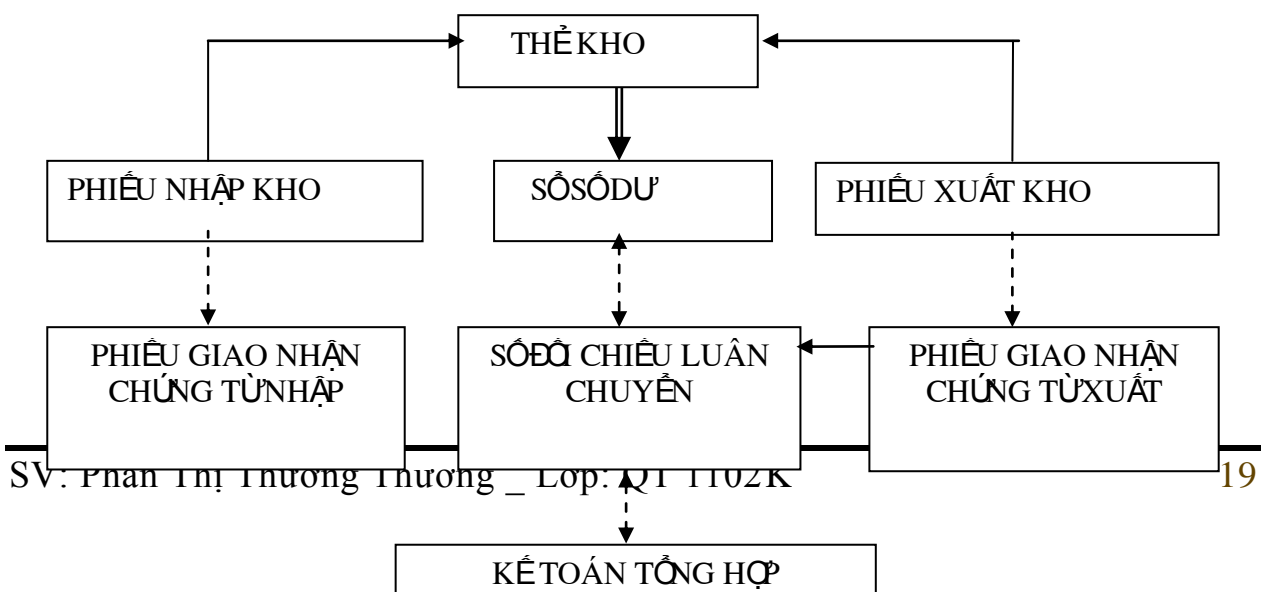 THẺ KHO
PHIẾU NHẬP KHO
SỔ SỐ DƯ
PHIẾU XUẤT KHO
PHIẾU GIAO NHẬN
CHỨNG TỪ NHẬP
SỐ ĐỐI CHIẾU LUÂN
CHUYỂN
PHIẾU GIAO NHẬN
CHỨNG TỪ XUẤT
SV: Phan Thị Thương Thương _ Lớp: QT 1102K
19
KẾ TOÁN TỔNG HỢP